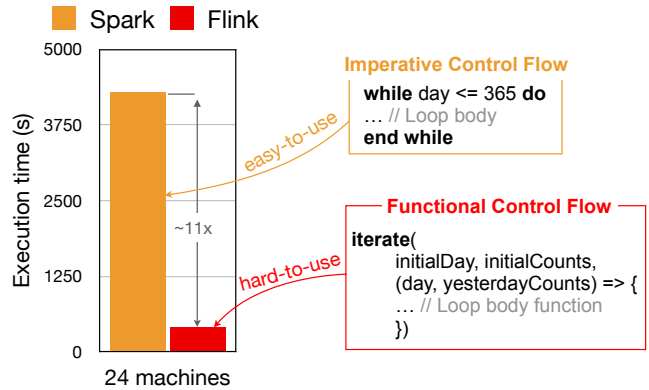 Spark Flink
Execution time (s)
5000
3750
2500
1250
0
24 machines
~11x
easy-to-use
hard-to-use
Imperative Control Flow
while day <= 365 do
... // Loop body
end while
Functional Control Flow
iterate(
initialDay, initialCounts,
(day, yesterdayCounts) => {
... // Loop body function
})